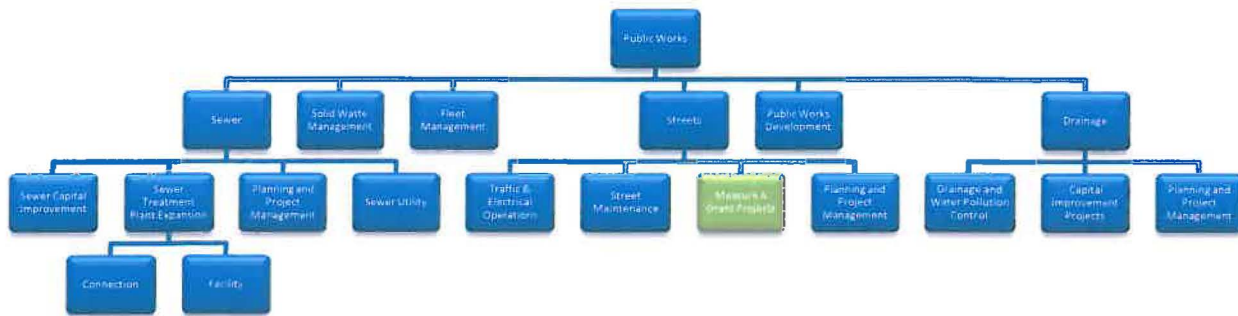 Public Works
Sewer
Solid Waste
Management
Fleet
Management
Streets
Public Works
Development
Drainage
Sewer Capital
Improvement
Sewer
Treatment
Plant Expansion
Planning and
Project
Management
Sewer Utility
Traffic &
Electrical
Operations
Street
Maintenance
Measure &
Grant Projects
Planning and
Project
Management
Drainage and
Water Pollution
Control
Capital
Improvement
Projects
Planning and
Project
Management
Connection
Facility